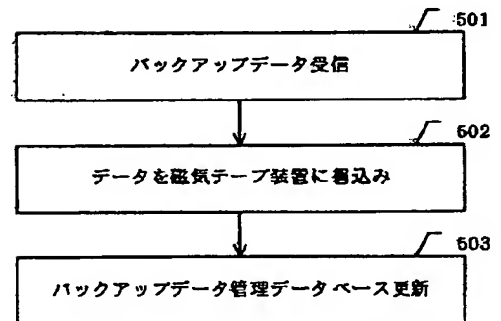 501
バックアップデータ受信
502
データを磁気テープ装置に書込み
503
バックアップデータ管理データベース更新